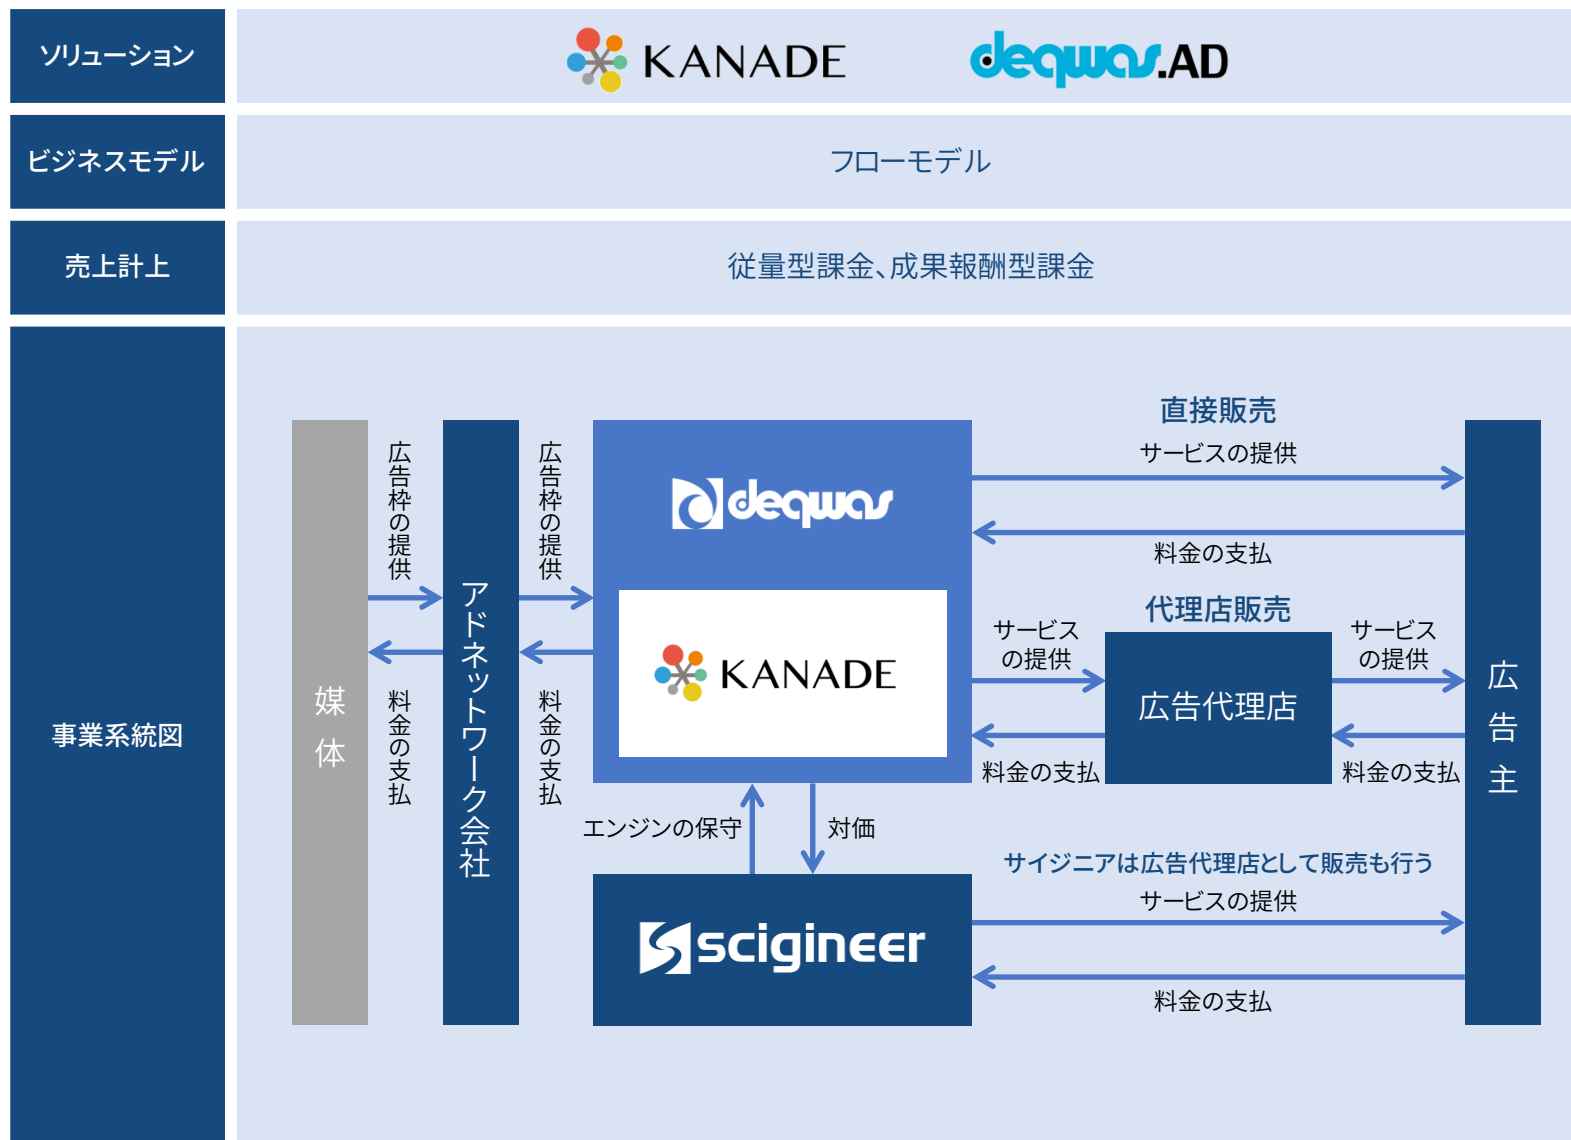 ソリューション
KANADE
deqwas.AD
ビジネスモデル
フローモデル
売上計上
従量型課金、成果報酬型課金
事業系統図
媒体
広告枠の提供
料金の支払
アドネットワーク会社
広告枠の提供
料金の支払
deqwas
KANADE
直接販売
サービスの提供
料金の支払
代理店販売
サービス
の提供
料金の支払
広告代理店
サービス
の提供
料金の支払
広告主
エンジンの保守
対価
scigineer
サイジニアは広告代理店として販売も行う
サービスの提供
料金の支払